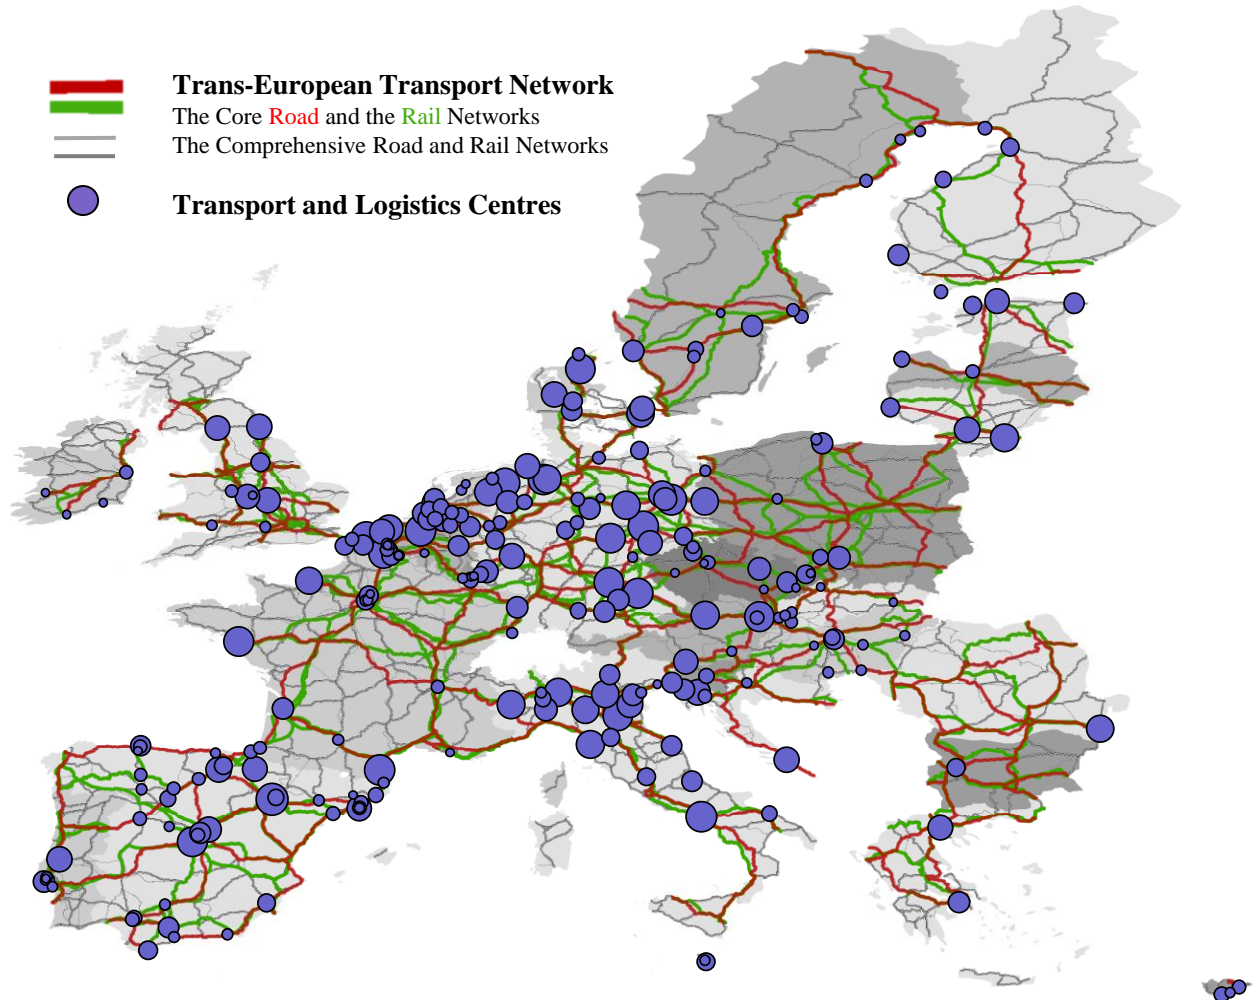 Trans-European Transport Network
The Core Road and the Rail Networks
The Comprehensive Road and Rail Networks
Transport and Logistics Centres